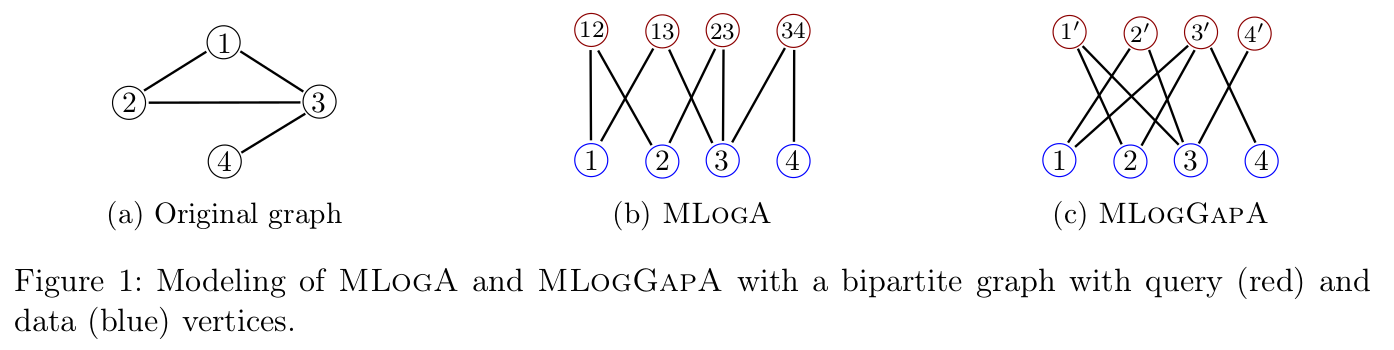 1
2
3
4
(a) Original graph
12 13 23 34
1 2 3 4
(b) MLOGA
1′ 2′ 3′ 4′
1 2 3 4
(c) MLOGGAPA
Figure 1: Modeling of MLOGA and MLOGGAPA with a bipartite graph with query (red) and
data (blue) vertices.